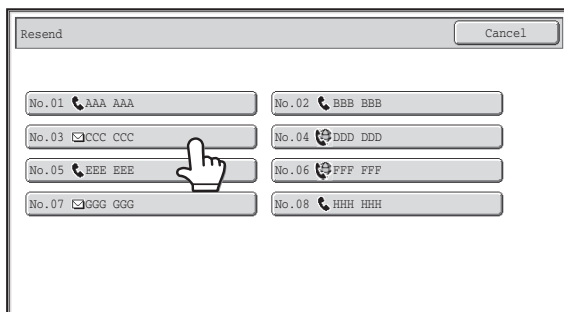 Resend Cancel
No.01 AAA AAA No.02 BBB BBB
No.03 CCC CCC No.04 DDD DDD
No.05 EEE EEE No.06 FFF FFF
No.07 GGG GGG No.08 HHH HHH